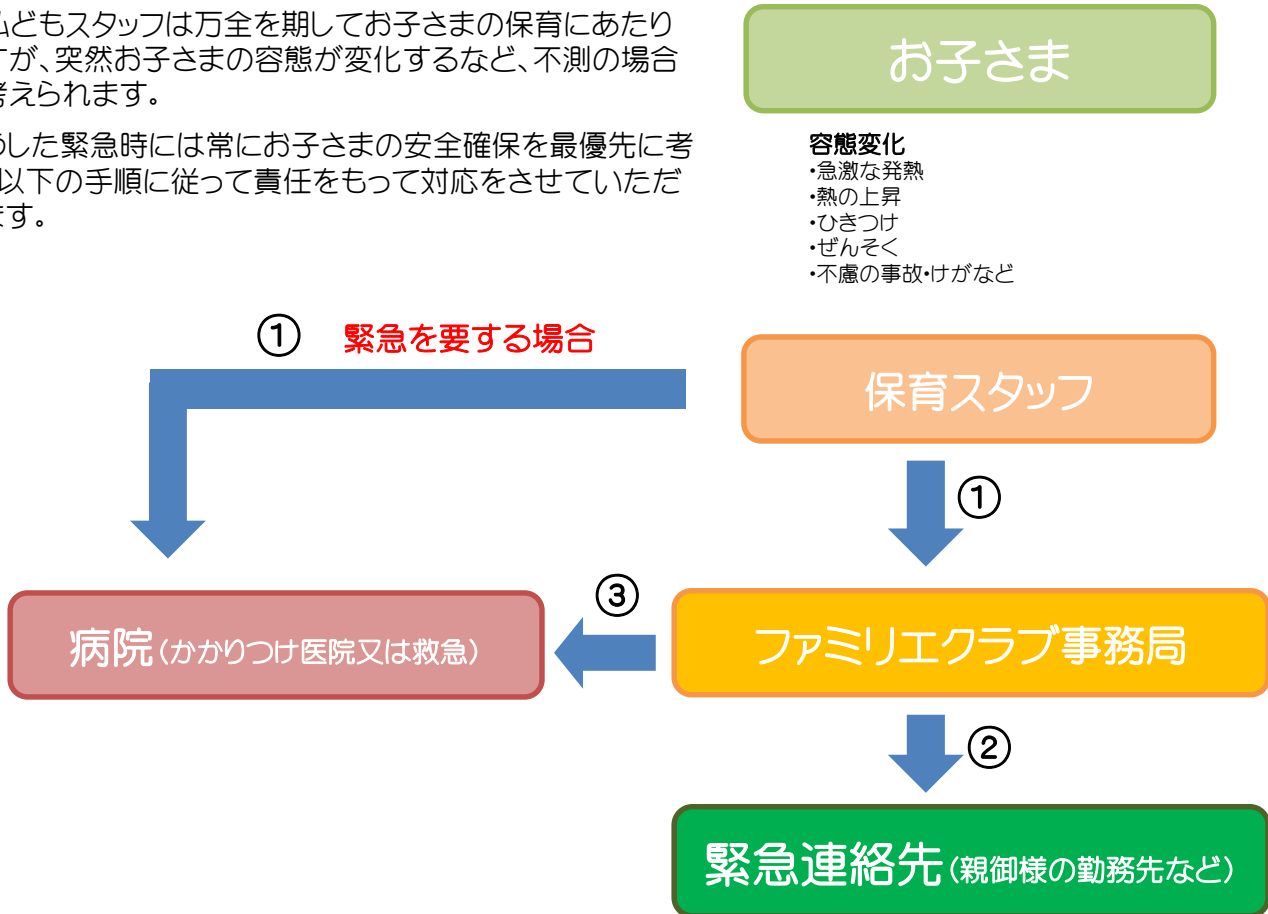 ムどもスタッフは万全を期してお子さまの保育にあたり
が、突然お子さまの容態が変化するなど、不測の場合
考えられます。
した緊急時には常にお子さまの安全確保を最優先に考
以下の手順に従って責任をもって対応をさせていただ
ます。
お子さま
容態変化
・急激な発熱
・熱の上昇
・ひきつけ
・ぜんそく
・不慮の事故・けがなど
① 緊急を要する場合
保育スタッフ
①
③
病院(かかりつけ医院又は救急)
ファミリエクラブ事務局
②
緊急連絡先(親御様の勤務先など)